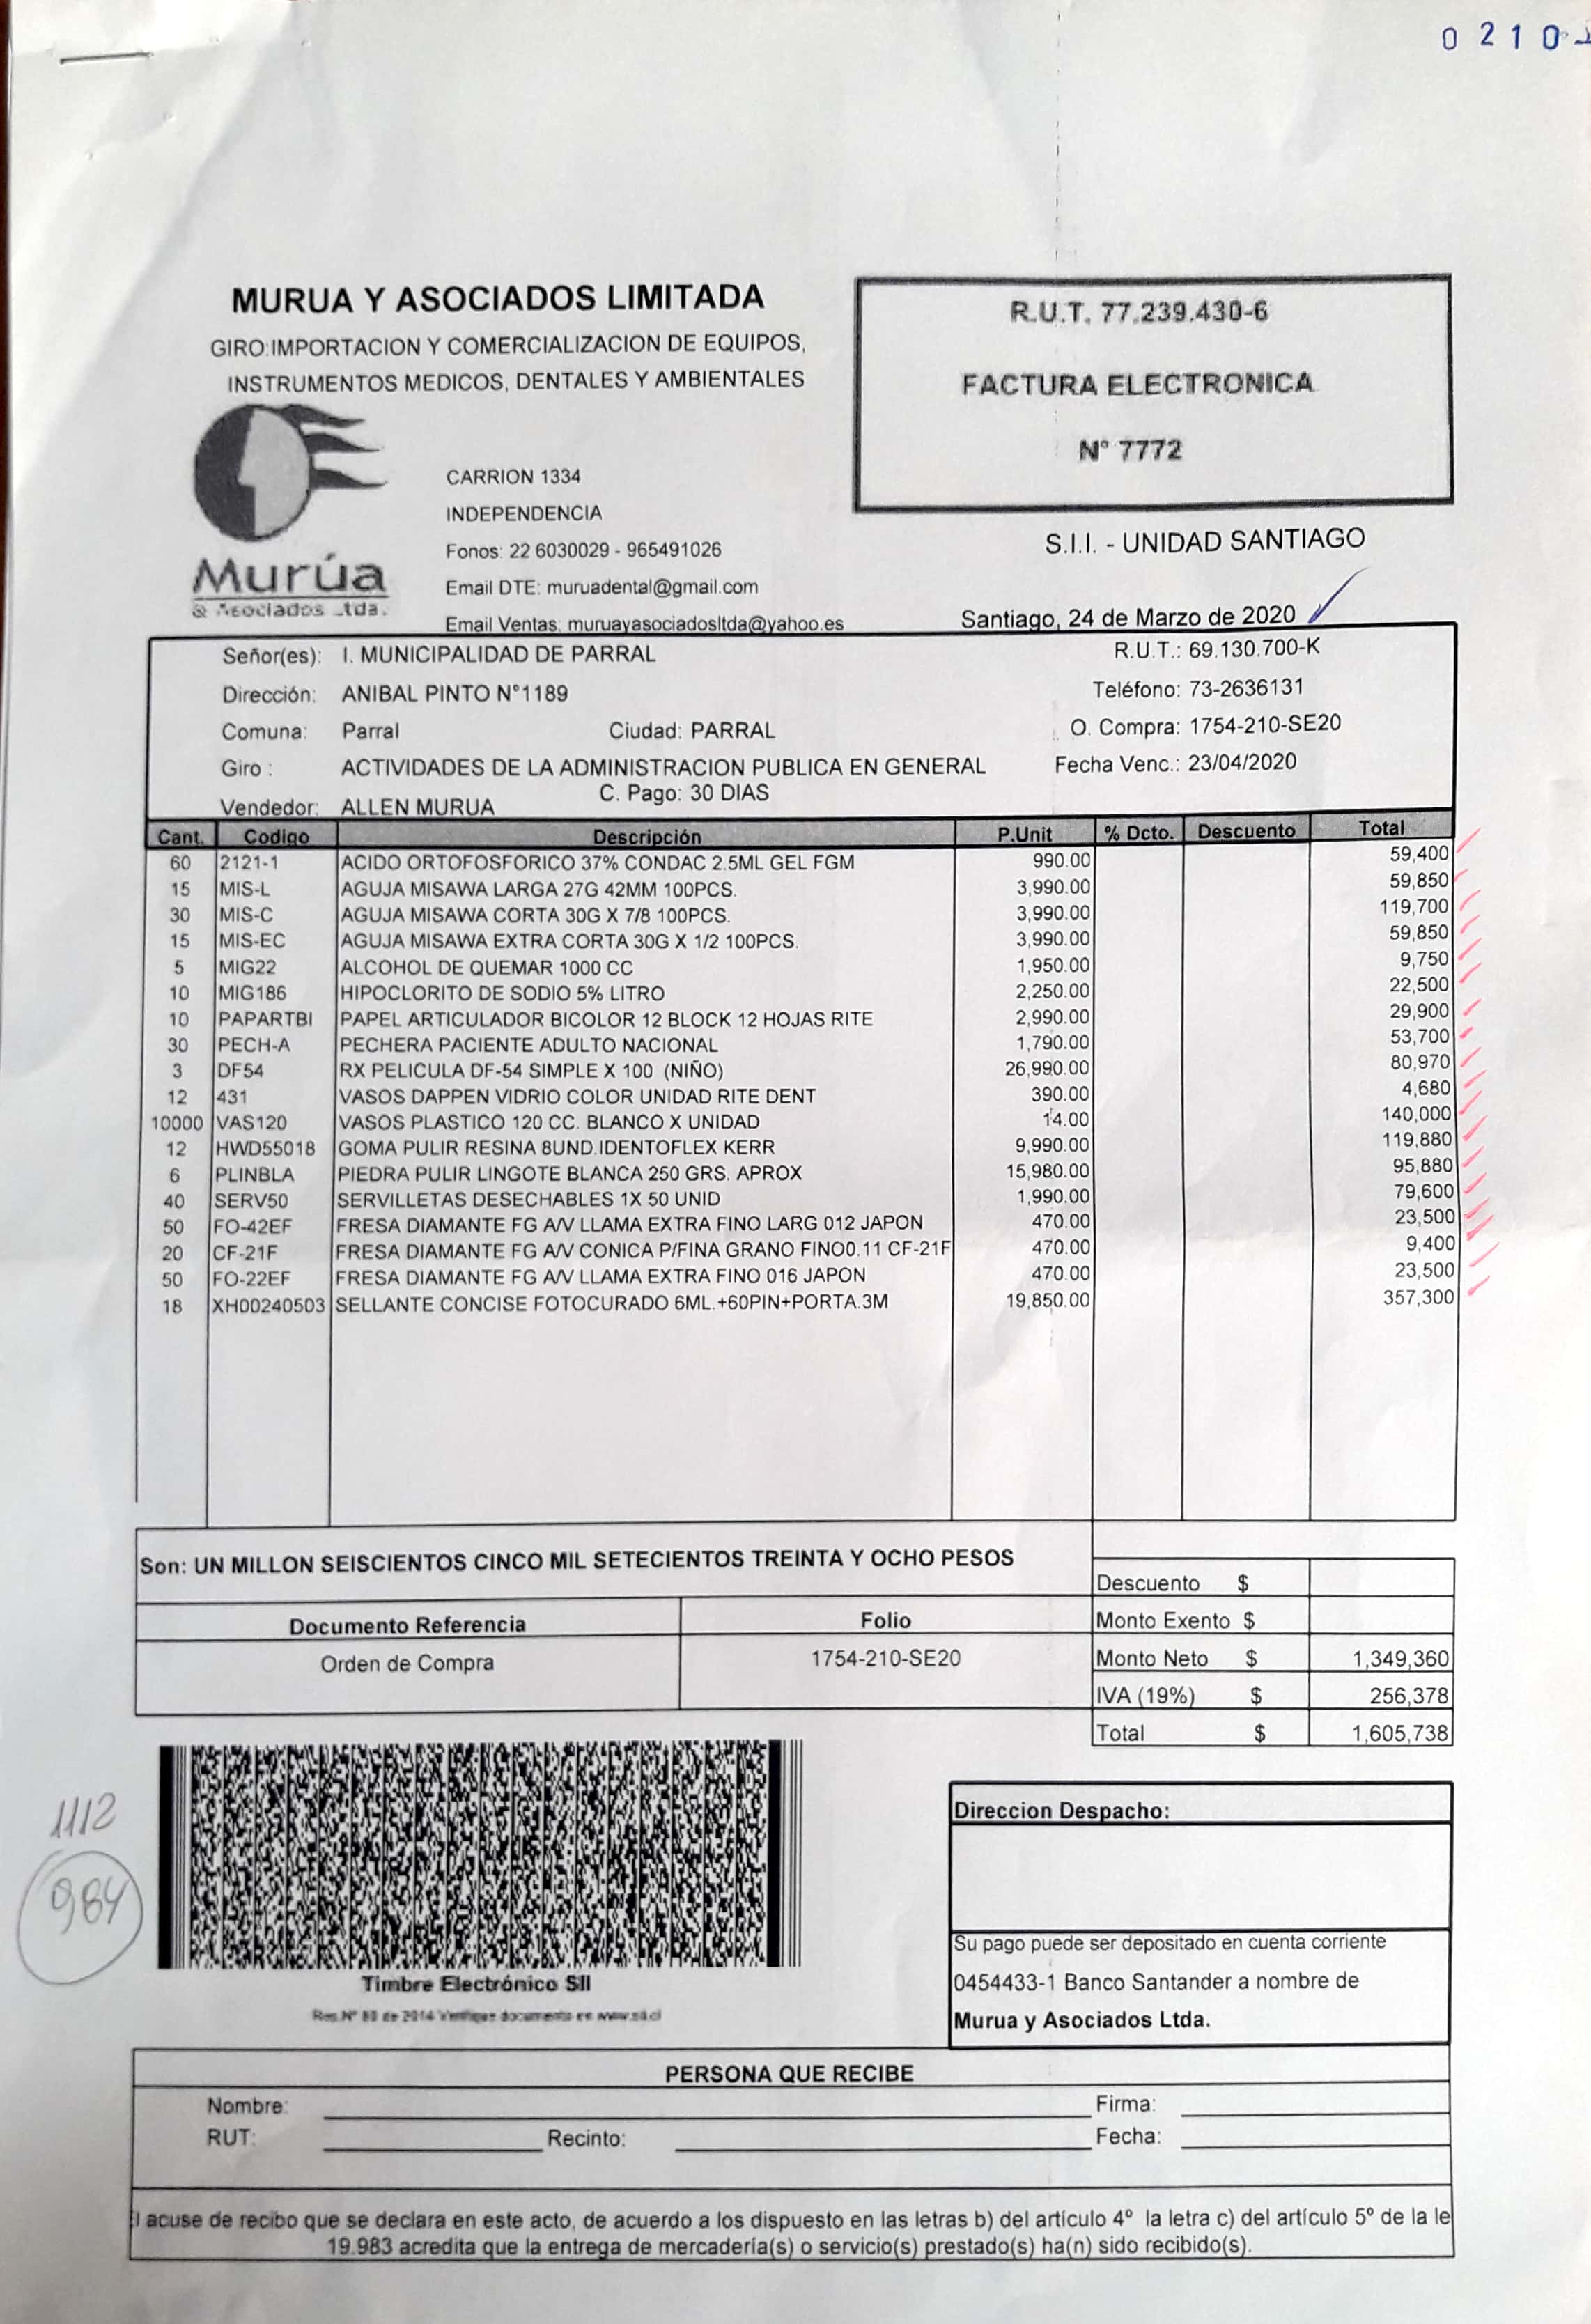 0 2 1 0
MURUA Y ASOCIADOS LIMITADA
GIRO:IMPORTACION Y COMERCIALIZACION DE EQUIPOS,
INSTRUMENTOS MEDICOS, DENTALES Y AMBIENTALES
R.U.T. 77.239.430-6
FACTURA ELECTRONICA
N° 7772
Murúa
& Asociados Ltda.
CARRION 1334
INDEPENDENCIA
Fonos: 22 6030029 - 965491026
Email DTE: muruadental@gmail.com
Email Ventas: muruayasociadosltda@yahoo.es
S.I.I. - UNIDAD SANTIAGO
Santiago, 24 de Marzo de 2020
Señor(es): I. MUNICIPALIDAD DE PARRAL R.U.T.: 69.130.700-K
Dirección: ANIBAL PINTO N°1189 Teléfono: 73-2636131
Comuna: Parral Ciudad: PARRAL O. Compra: 1754-210-SE20
Giro : ACTIVIDADES DE LA ADMINISTRACION PUBLICA EN GENERAL Fecha Venc.: 23/04/2020
Vendedor: ALLEN MURUA C. Pago: 30 DIAS
Cant. Codigo Descripción P.Unit % Dcto. Descuento Total
60 2121-1 ACIDO ORTOFOSFORICO 37% CONDAC 2.5ML GEL FGM 990.00 59,400
15 MIS-L AGUJA MISAWA LARGA 27G 42MM 100PCS. 3,990.00 59,850
30 MIS-C AGUJA MISAWA CORTA 30G X 7/8 100PCS. 3,990.00 119,700
15 MIS-EC AGUJA MISAWA EXTRA CORTA 30G X 1/2 100PCS. 3,990.00 59,850
5 MIG22 ALCOHOL DE QUEMAR 1000 CC 1,950.00 9,750
10 MIG186 HIPOCLORITO DE SODIO 5% LITRO 2,250.00 22,500
10 PAPARTBI PAPEL ARTICULADOR BICOLOR 12 BLOCK 12 HOJAS RITE 2,990.00 29,900
30 PECH-A PECHERA PACIENTE ADULTO NACIONAL 1,790.00 53,700
3 DF54 RX PELICULA DF-54 SIMPLE X 100 (NIÑO) 26,990.00 80,970
12 431 VASOS DAPPEN VIDRIO COLOR UNIDAD RITE DENT 390.00 4,680
10000 VAS120 VASOS PLASTICO 120 CC. BLANCO X UNIDAD 14.00 140,000
12 HWD55018 GOMA PULIR RESINA 8UND.IDENTOFLEX KERR 9,990.00 119,880
6 PLINBLA PIEDRA PULIR LINGOTE BLANCA 250 GRS. APROX 15,980.00 95,880
40 SERV50 SERVILLETAS DESECHABLES 1X 50 UNID 1,990.00 79,600
50 FO-42EF FRESA DIAMANTE FG A/V LLAMA EXTRA FINO LARG 012 JAPON 470.00 23,500
20 CF-21F FRESA DIAMANTE FG A/V CONICA P/FINA GRANO FINO0.11 CF-21F 470.00 9,400
50 FO-22EF FRESA DIAMANTE FG A/V LLAMA EXTRA FINO 016 JAPON 470.00 23,500
18 XH00240503 SELLANTE CONCISE FOTOCURADO 6ML.+60PIN+PORTA.3M 19,850.00 357,300
Son: UN MILLON SEISCIENTOS CINCO MIL SETECIENTOS TREINTA Y OCHO PESOS
Documento Referencia Folio
Orden de Compra 1754-210-SE20
Descuento $
Monto Exento $
Monto Neto $ 1,349,360
IVA (19%) $ 256,378
Total $ 1,605,738
1112
984
Timbre Electrónico SII
Res.N° 80 de 2014 Verifique documento en www.sii.cl
Direccion Despacho:
Su pago puede ser depositado en cuenta corriente
0454433-1 Banco Santander a nombre de
Murua y Asociados Ltda.
PERSONA QUE RECIBE
Nombre: Firma:
RUT: Recinto: Fecha:
l acuse de recibo que se declara en este acto, de acuerdo a los dispuesto en las letras b) del artículo 4º la letra c) del artículo 5º de la le
19.983 acredita que la entrega de mercadería(s) o servicio(s) prestado(s) ha(n) sido recibido(s).